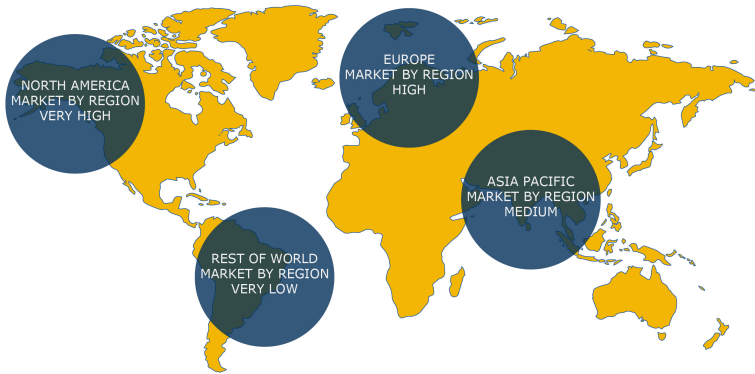 NORTH AMERICA
MARKET BY REGION
VERY HIGH
EUROPE
MARKET BY REGION
HIGH
ASIA PACIFIC
MARKET BY REGION
MEDIUM
REST OF WORLD
MARKET BY REGION
VERY LOW